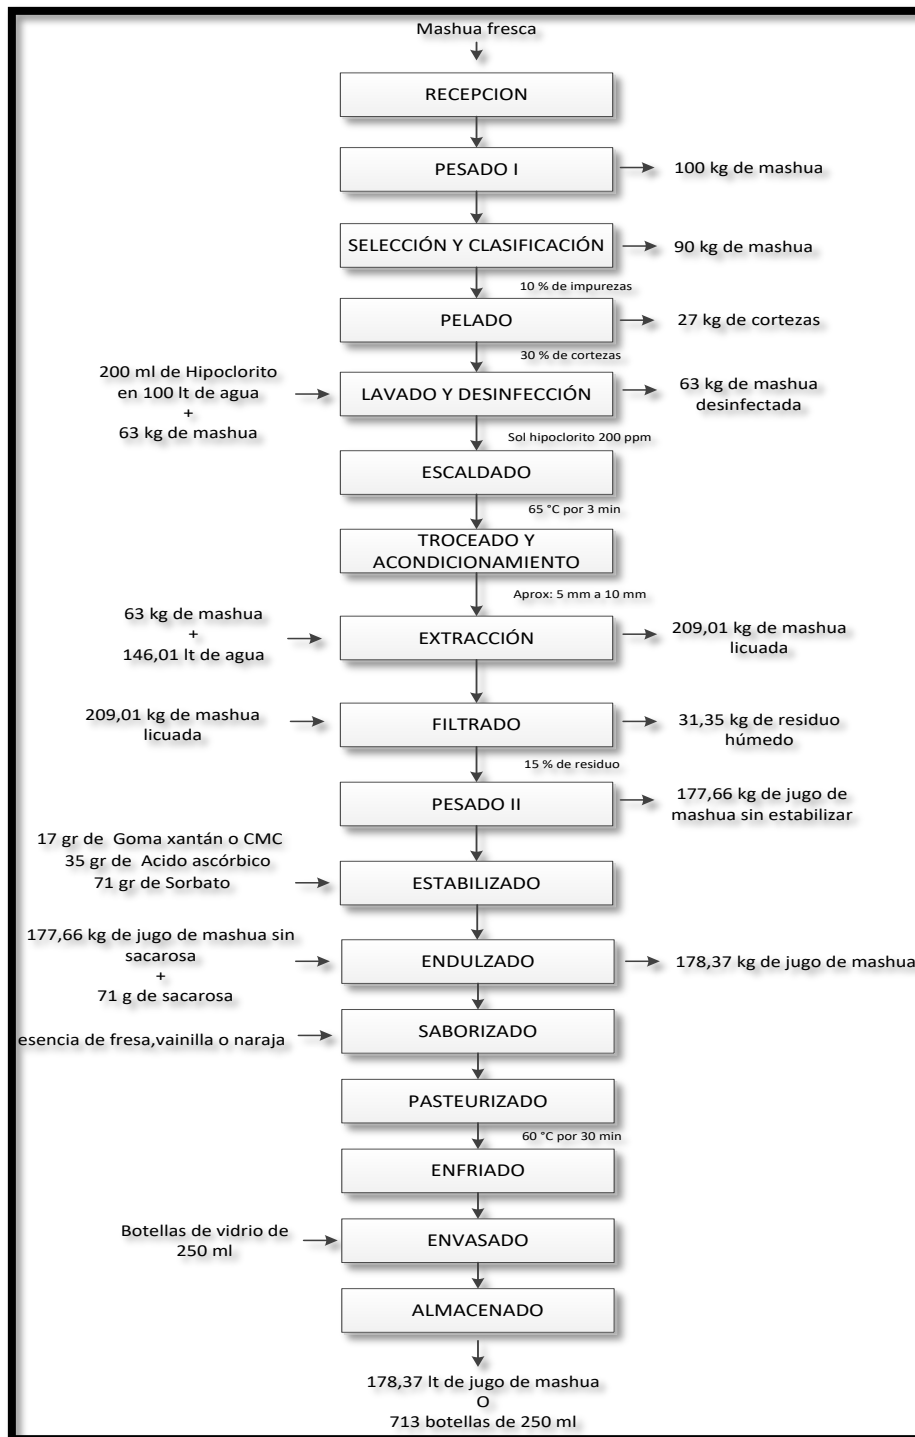 Mashua fresca
RECEPCION
PESADO I
100 kg de mashua
SELECCIÓN Y CLASIFICACIÓN
90 kg de mashua
10 % de impurezas
PELADO
27 kg de cortezas
30 % de cortezas
200 ml de Hipoclorito
en 100 lt de agua
+
63 kg de mashua
LAVADO Y DESINFECCIÓN
63 kg de mashua
desinfectada
Sol hipoclorito 200 ppm
ESCALDADO
65 °C por 3 min
TROCEADO Y
ACONDICIONAMIENTO
Aprox: 5 mm a 10 mm
63 kg de mashua
+
146,01 lt de agua
EXTRACCIÓN
209,01 kg de mashua
licuada
209,01 kg de mashua
licuada
FILTRADO
31,35 kg de residuo
húmedo
15 % de residuo
PESADO II
177,66 kg de jugo de
mashua sin estabilizar
17 gr de  Goma xantán o CMC
35 gr de  Acido ascórbico
71 gr de Sorbato
ESTABILIZADO
177,66 kg de jugo de mashua sin
sacarosa
+
71 g de sacarosa
ENDULZADO
178,37 kg de jugo de mashua
esencia de fresa,vainilla o naraja
SABORIZADO
PASTEURIZADO
60 °C por 30 min
ENFRIADO
Botellas de vidrio de
250 ml
ENVASADO
ALMACENADO
178,37 lt de jugo de mashua
O
713 botellas de 250 ml